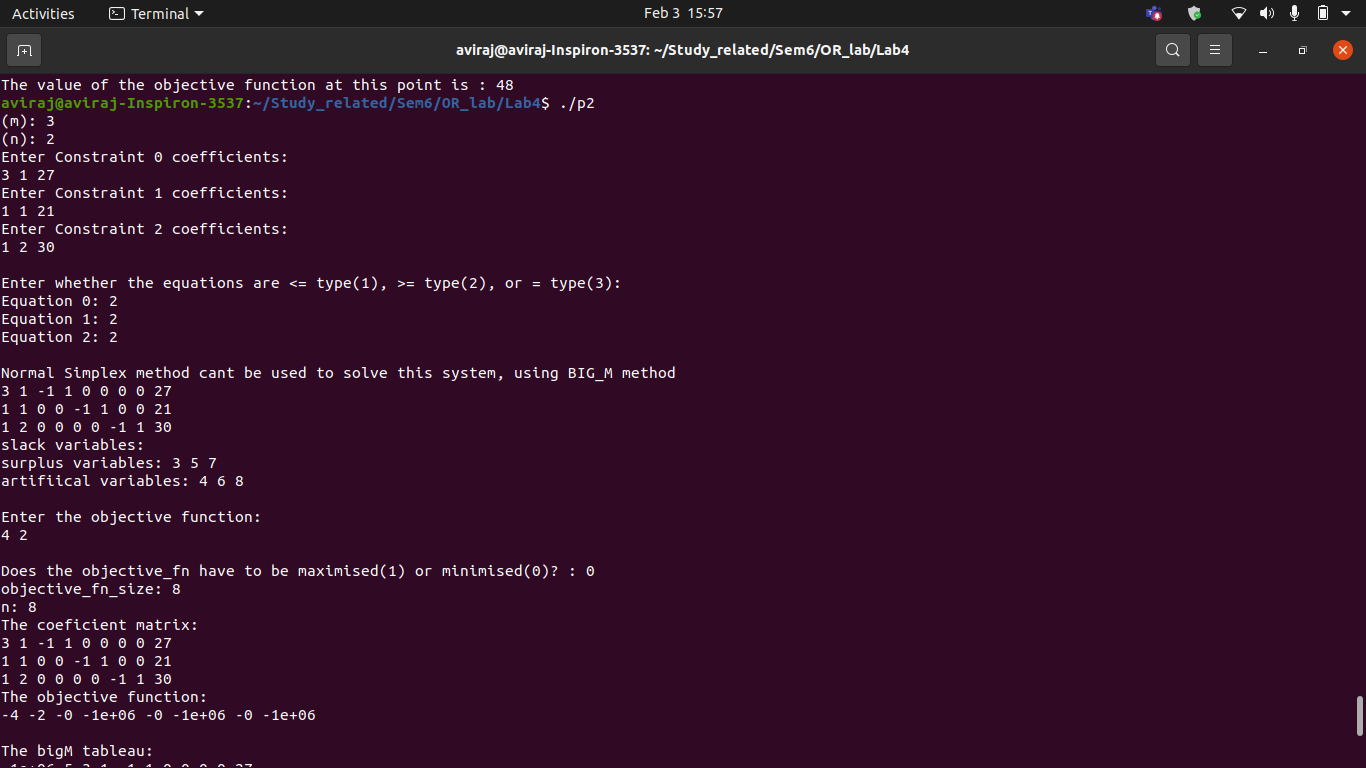 Activities
Terminal
Feb 3 15:57
aviraj@aviraj-Inspiron-3537: ~/Study_related/Sem6/OR_lab/Lab4
The value of the objective function at this point is : 48
aviraj@aviraj-Inspiron-3537:~/Study_related/Sem6/OR_lab/Lab4$ ./p2
(m): 3
(n): 2
Enter Constraint 0 coefficients:
3 1 27
Enter Constraint 1 coefficients:
1 1 21
Enter Constraint 2 coefficients:
1 2 30
Enter whether the equations are <= type(1), >= type(2), or = type(3):
Equation 0: 2
Equation 1: 2
Equation 2: 2
Normal Simplex method cant be used to solve this system, using BIG_M method
3 1 -1 1 0 0 0 0 27
1 1 0 0 -1 1 0 0 21
1 2 0 0 0 0 -1 1 30
slack variables:
surplus variables: 3 5 7
artifiical variables: 4 6 8
Enter the objective function:
4 2
Does the objective_fn have to be maximised(1) or minimised(0)? : 0
objective_fn_size: 8
n: 8
The coeficient matrix:
3 1 -1 1 0 0 0 0 27
1 1 0 0 -1 1 0 0 21
1 2 0 0 0 0 -1 1 30
The objective function:
-4 -2 -0 -1e+06 -0 -1e+06 -0 -1e+06
The bigM tableau: